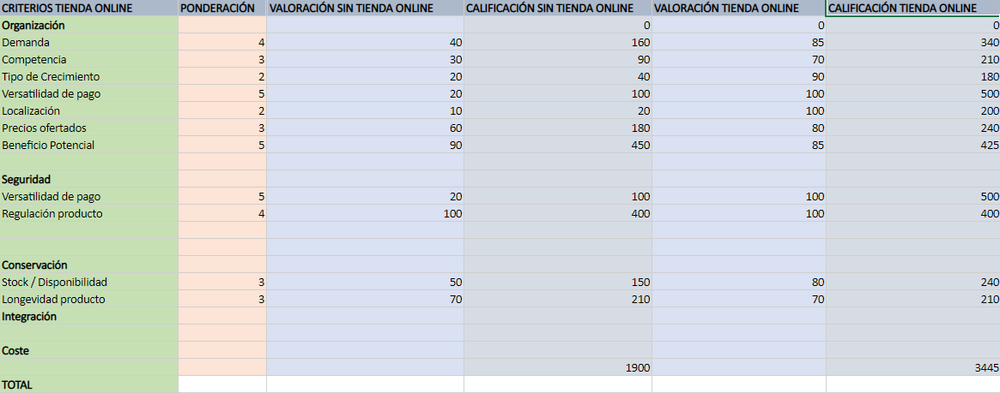 CRITERIOS TIENDA ONLINE PONDERACIÓN VALORACIÓN SIN TIENDA ONLINE CALIFICACIÓN SIN TIENDA ONLINE VALORACIÓN TIENDA ONLINE CALIFICACIÓN TIENDA ONLINE
Organización 0 0 0
Demanda 4 40 160 85 340
Competencia 3 30 90 70 210
Tipo de Crecimiento 2 20 40 90 180
Versatilidad de pago 5 20 100 100 500
Localización 2 10 20 100 200
Precios ofertados 3 60 180 80 240
Beneficio Potencial 5 90 450 85 425
Seguridad
Versatilidad de pago 5 20 100 100 500
Regulación producto 4 100 400 100 400
Conservación
Stock / Disponibilidad 3 50 150 80 240
Longevidad producto 3 70 210 70 210
Integración
Coste
1900 3445
TOTAL